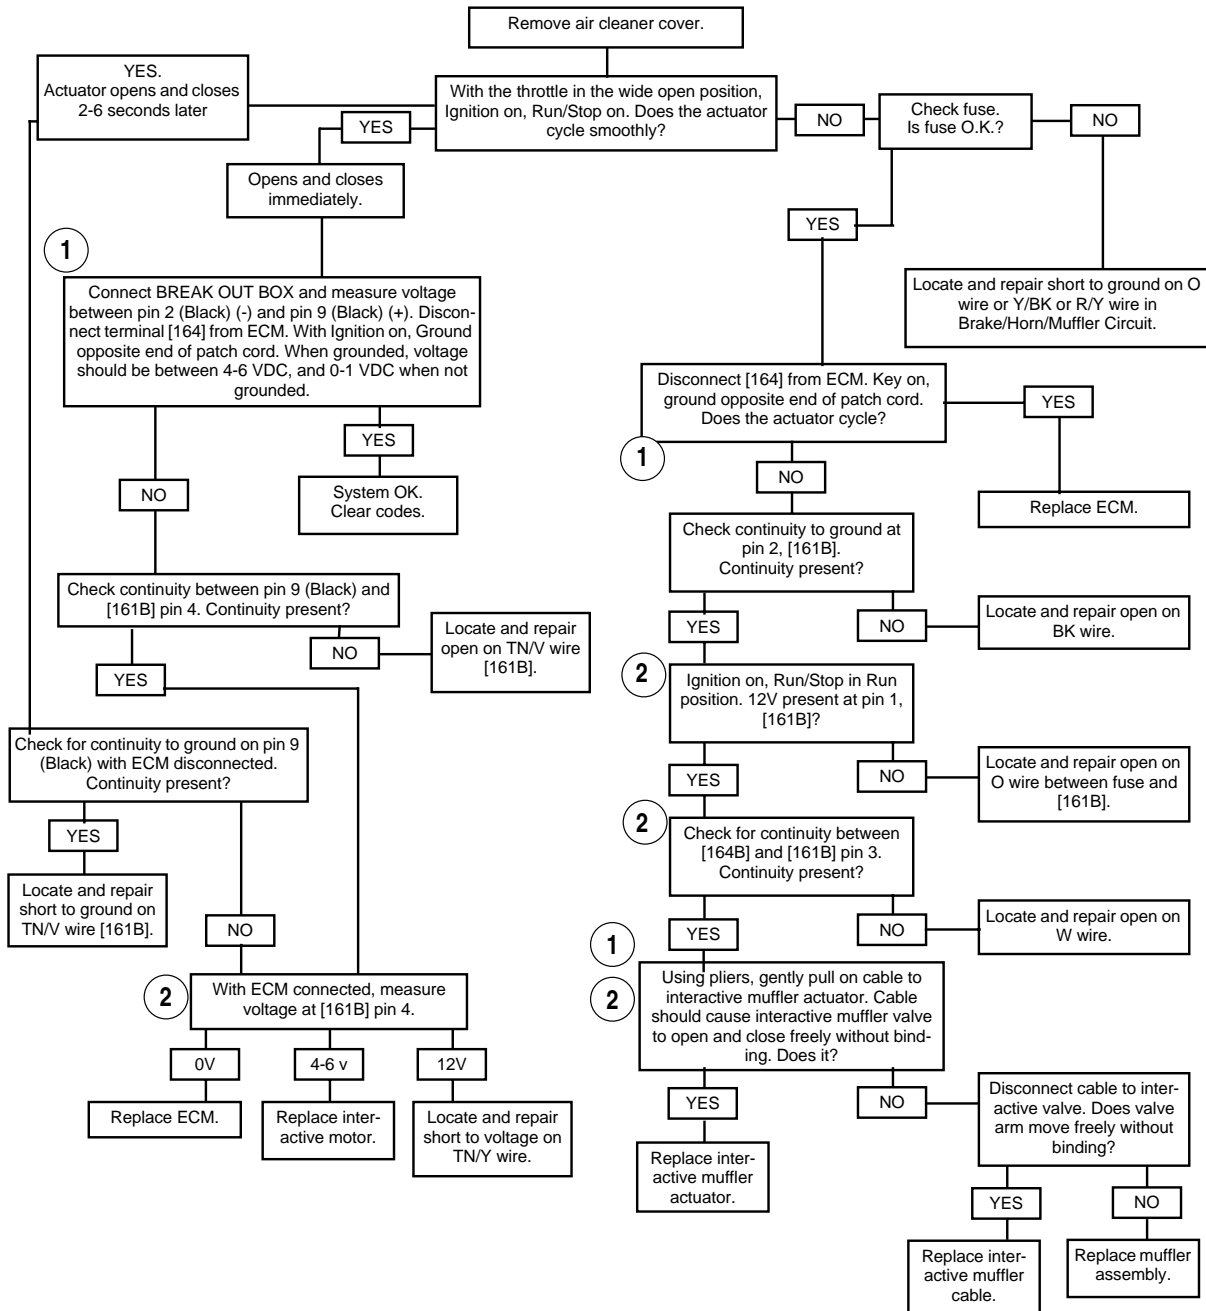 Remove air cleaner cover.
YES.
Actuator opens and closes
2-6 seconds later
With the throttle in the wide open position,
Ignition on, Run/Stop on. Does the actuator
cycle smoothly?
YES
NO
Check fuse.
Is fuse O.K.?
NO
Opens and closes
immediately.
YES
1
Connect BREAK OUT BOX and measure voltage
between pin 2 (Black) (-) and pin 9 (Black) (+). Discon-
nect terminal [164] from ECM. With Ignition on, Ground
opposite end of patch cord. When grounded, voltage
should be between 4-6 VDC, and 0-1 VDC when not
grounded.
Locate and repair short to ground on O
wire or Y/BK or R/Y wire in
Brake/Horn/Muffler Circuit.
Disconnect [164] from ECM. Key on,
ground opposite end of patch cord.
Does the actuator cycle?
1
YES
YES
NO
System OK.
Clear codes.
NO
Replace ECM.
Check continuity to ground at
pin 2, [161B].
Continuity present?
Check continuity between pin 9 (Black) and
[161B] pin 4. Continuity present?
YES
NO
Locate and repair open on
BK wire.
YES
NO
Locate and repair
open on TN/V wire
[161B].
2
Ignition on, Run/Stop in Run
position. 12V present at pin 1,
[161B]?
Check for continuity to ground on pin 9
(Black) with ECM disconnected.
Continuity present?
YES
NO
Locate and repair open on
O wire between fuse and
[161B].
YES
2
Check for continuity between
[164B] and [161B] pin 3.
Continuity present?
Locate and repair
short to ground on
TN/V wire [161B].
NO
YES
NO
Locate and repair open on
W wire.
2
With ECM connected, measure
voltage at [161B] pin 4.
1
2
Using pliers, gently pull on cable to
interactive muffler actuator. Cable
should cause interactive muffler valve
to open and close freely without bind-
ing. Does it?
0V
4-6 v
12V
Replace ECM.
Replace inter-
active motor.
Locate and repair
short to voltage on
TN/Y wire.
YES
NO
Disconnect cable to inter-
active valve. Does valve
arm move freely without
binding?
Replace inter-
active muffler
actuator.
YES
NO
Replace inter-
active muffler
cable.
Replace muffler
assembly.